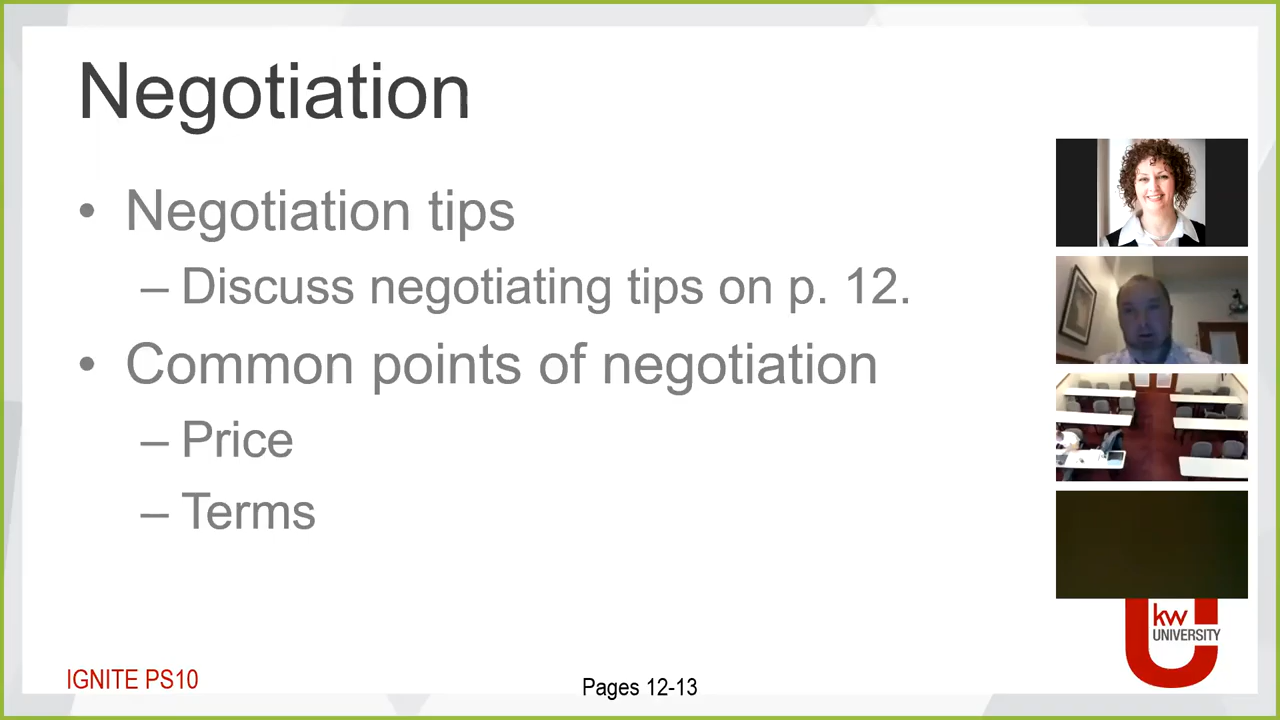 Negotiation
• Negotiation tips
– Discuss negotiating tips on p. 12.
• Common points of negotiation
– Price
– Terms
kw
UNIVERSITY
IGNITE PS10
Pages 12-13